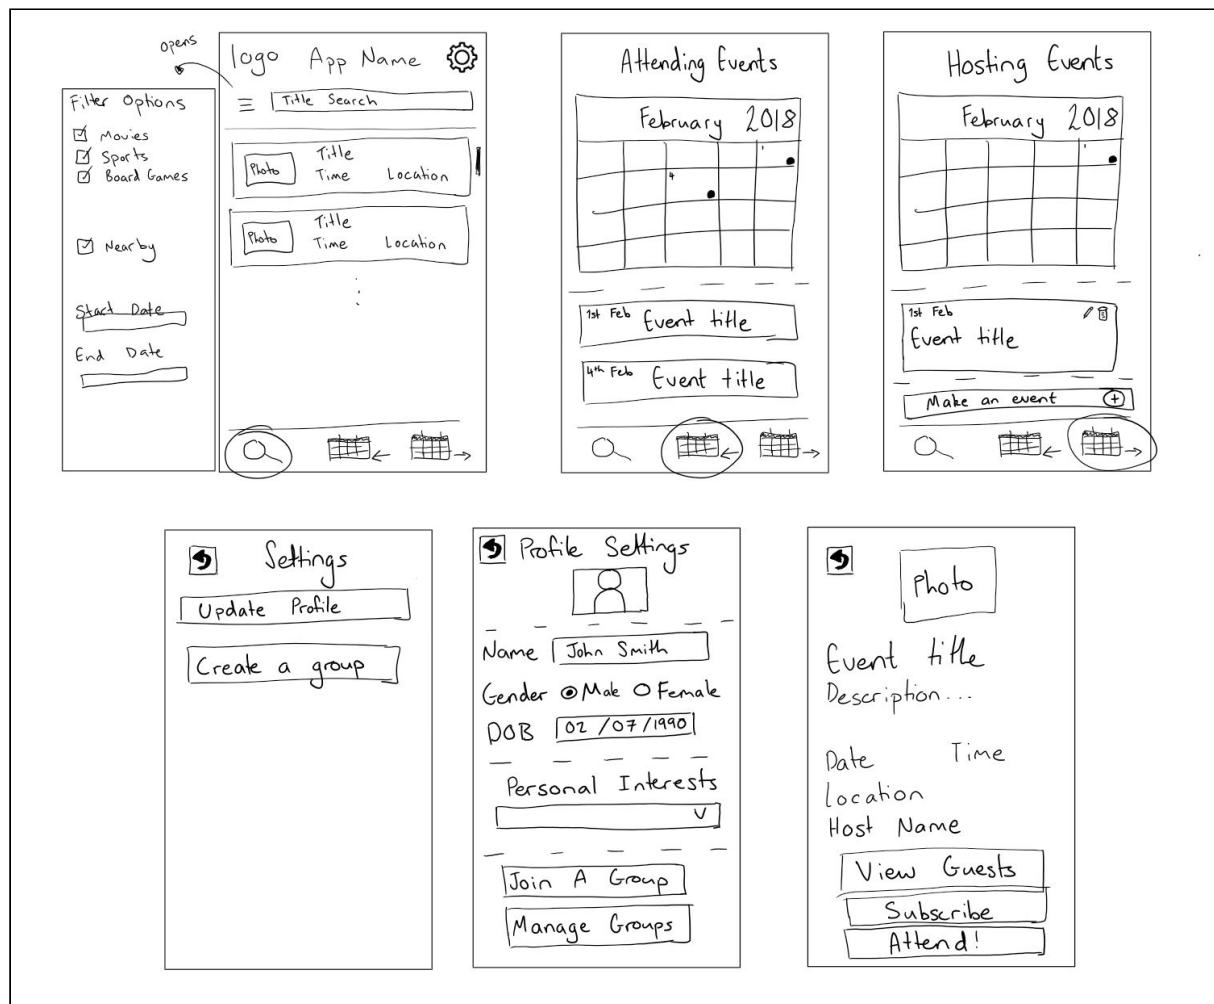 opens
Filter Options
Movies
Sports
Board Games
Nearby
Start Date
End Date
logo App Name
Title Search
Photo
Title
Time Location
Photo
Title
Time Location
Attending Events
February 2018
1
4
1st Feb Event title
4th Feb Event title
Hosting Events
February 2018
1
1st Feb
Event title
Make an event +
Settings
Update Profile
Create a group
Profile Settings
Name John Smith
Gender Male Female
DOB 02/07/1990
Personal Interests
Join A Group
Manage Groups
Photo
Event title
Description...
Date Time
location
Host Name
View Guests
Subscribe
Attend!